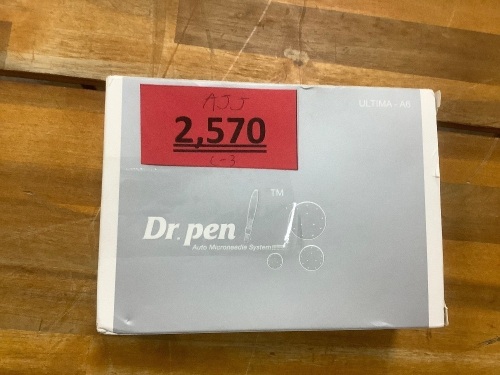 AJJ
2,570
1-3
ULTIMA - A6
Dr. pen
TM
Auto Microneedle System